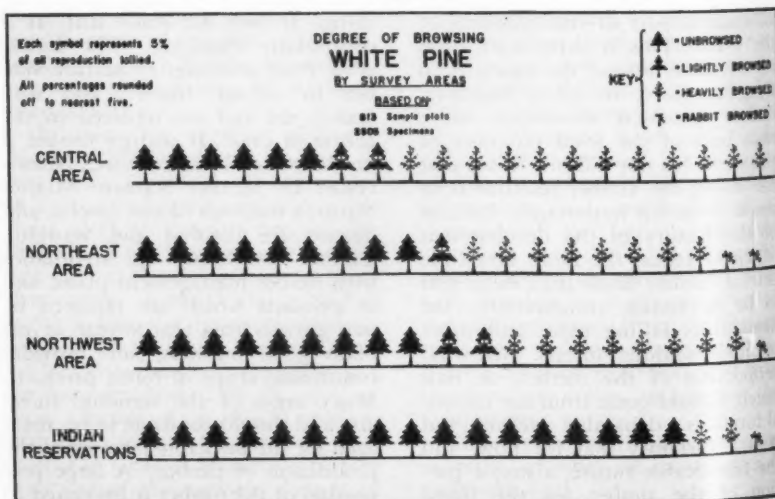 Each symbol represents 5%
of all reproduction tallied.
All percentages rounded
off to nearest five.
DEGREE OF BROWSING
WHITE PINE
SURVEY AREAS
BASED ON
Sample plots
Specimens
KEY
=UNBROWSED
=LIGHTLY BROWSED
=HEAVILY BROWSED
=RABBIT BROWSED
CENTRAL
AREA
NORTHEAST
AREA
NORTHWEST
AREA
INDIAN
RESERVATIONS